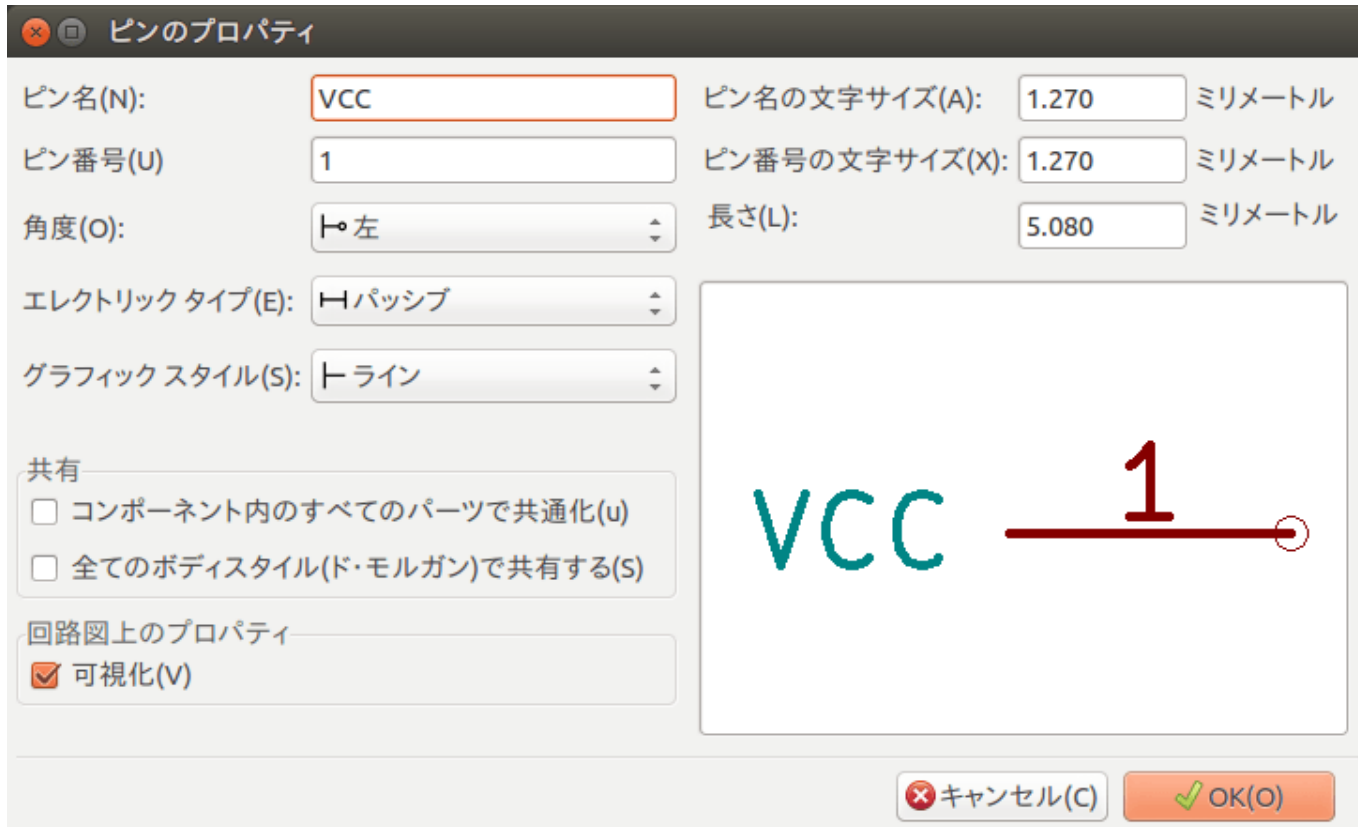 ピンのプロパティ
ピン名(N): VCC ピン名の文字サイズ(A): 1.270 ミリメートル
ピン番号(U) 1 ピン番号の文字サイズ(X): 1.270 ミリメートル
角度(O): 左 長さ(L): 5.080 ミリメートル
エレクトリック タイプ(E): パッシブ
グラフィック スタイル(S): ライン
共有
コンポーネント内のすべてのパーツで共通化(u)
全てのボディスタイル(ド・モルガン)で共有する(S)
回路図上のプロパティ
可視化(V)
VCC 1
キャンセル(C) OK(O)